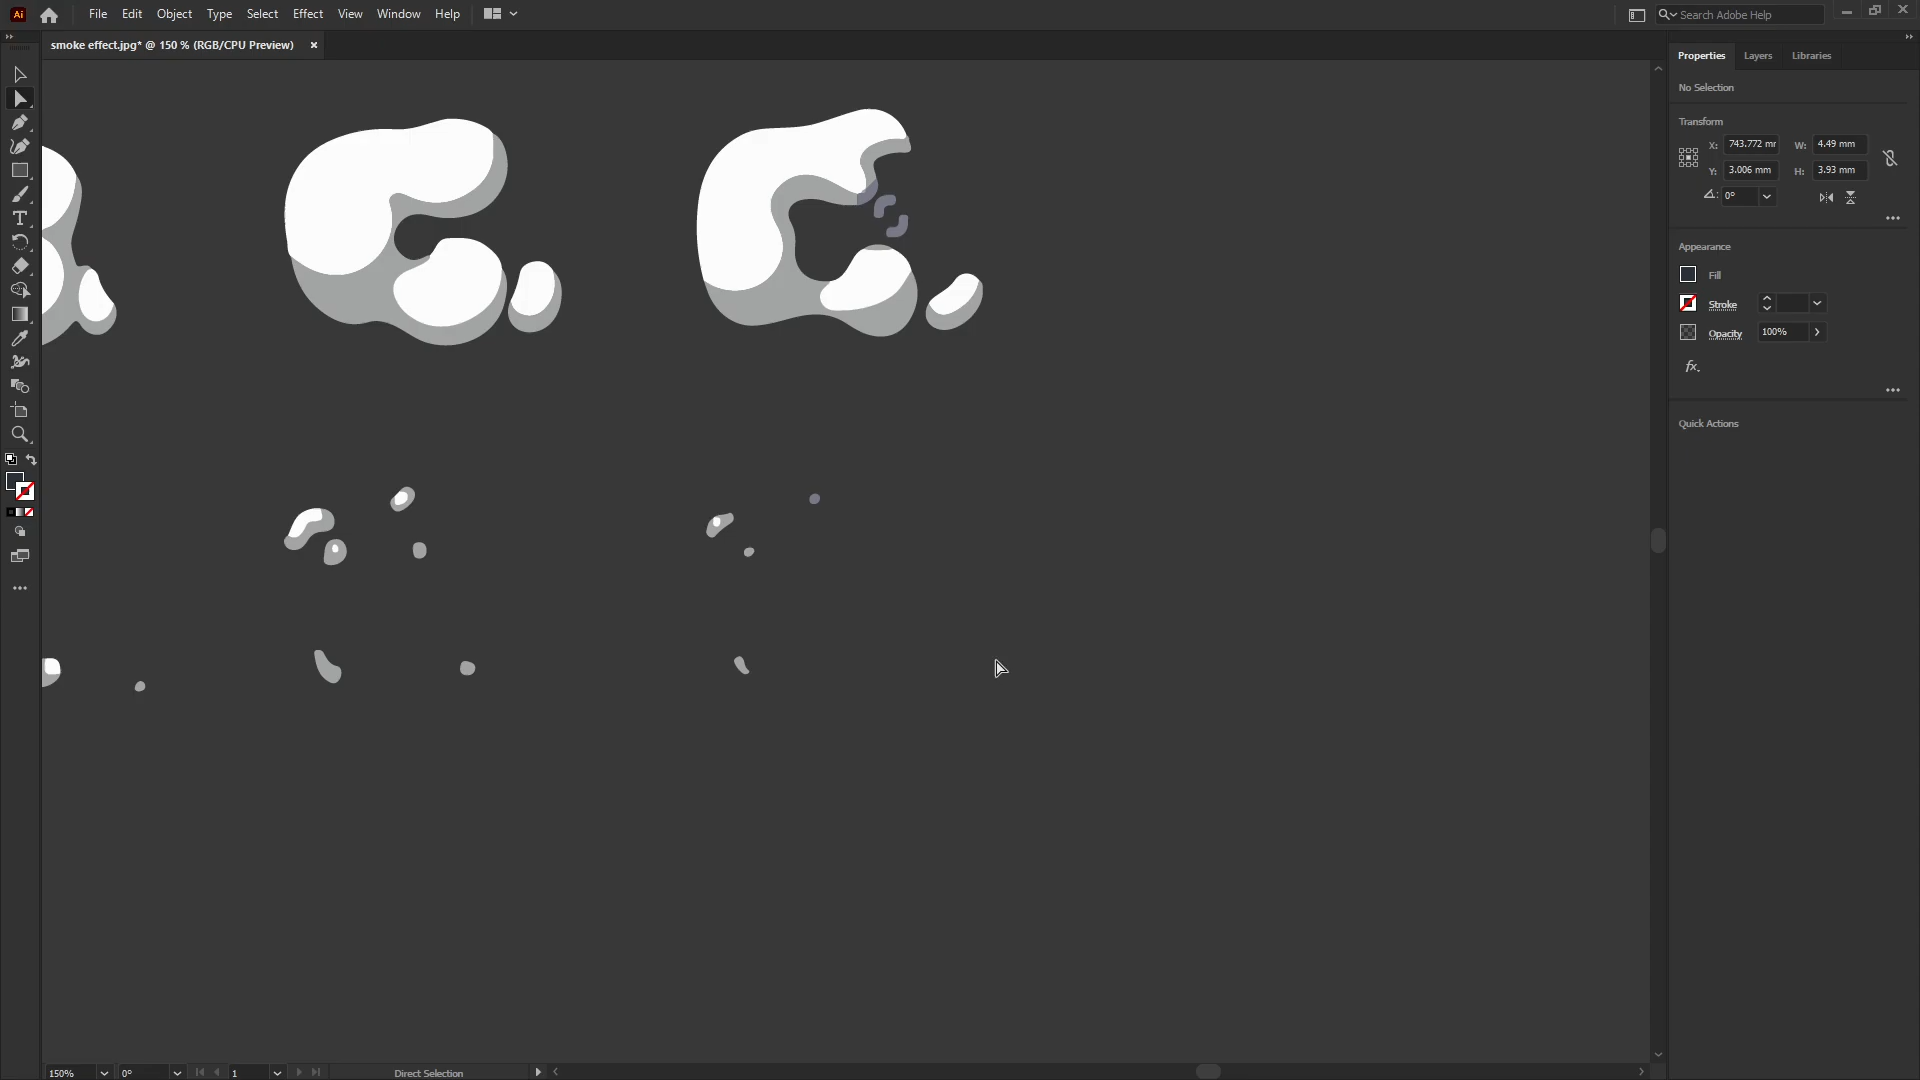 Ai File Edit Object Type Select Effect View Window Help Search Adobe Help
smoke effect.jpg* @ 150 % (RGB/CPU Preview) ×
Properties Layers Libraries
No Selection
Transform
X: 743.772 mr W: 4.49 mm
Y: 3.006 mm H: 3.93 mm
0°
Appearance
Fill
Stroke
Opacity 100%
fx.
Quick Actions
150% 0° 1 Direct Selection